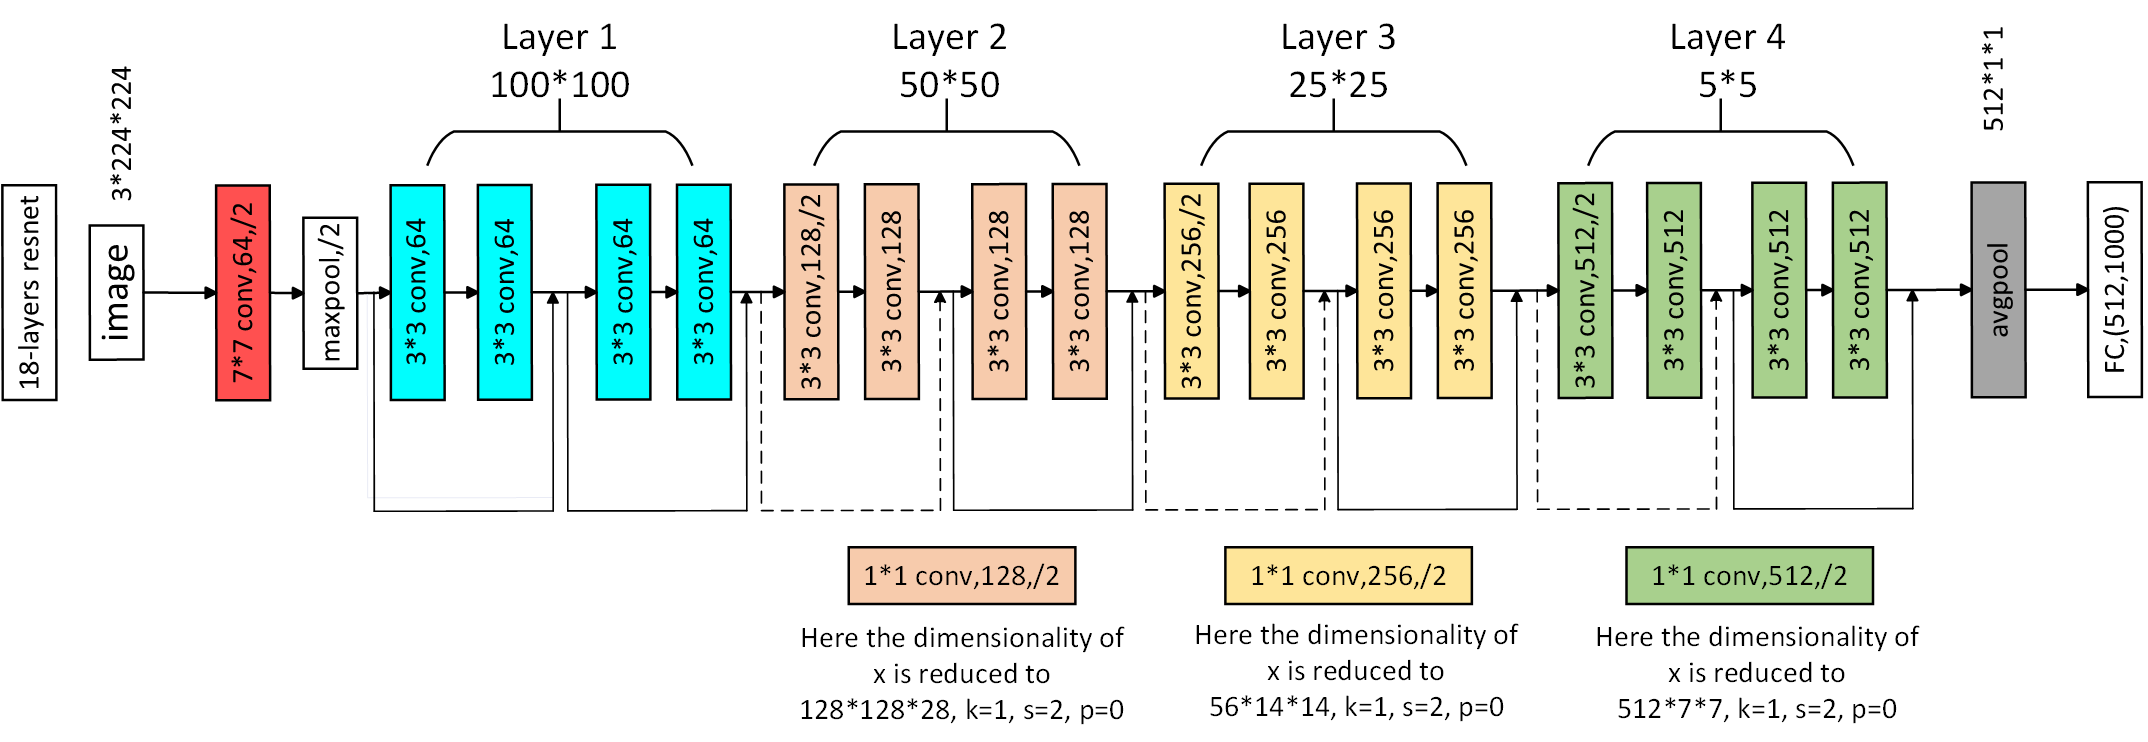 Layer 1
100*100
Layer 2
50*50
Layer 3
25*25
Layer 4
5*5
512*1*1
3*224*224
18-layers resnet
image
7*7 conv,64,/2
maxpool,/2
3*3 conv,64
3*3 conv,64
3*3 conv,64
3*3 conv,64
3*3 conv,128,/2
3*3 conv,128
3*3 conv,128
3*3 conv,128
3*3 conv,256,/2
3*3 conv,256
3*3 conv,256
3*3 conv,256
3*3 conv,512,/2
3*3 conv,512
3*3 conv,512
3*3 conv,512
avgpool
FC,(512,1000)
1*1 conv,128,/2
Here the dimensionality of
x is reduced to
128*128*28, k=1, s=2, p=0
1*1 conv,256,/2
Here the dimensionality of
x is reduced to
56*14*14, k=1, s=2, p=0
1*1 conv,512,/2
Here the dimensionality of
x is reduced to
512*7*7, k=1, s=2, p=0